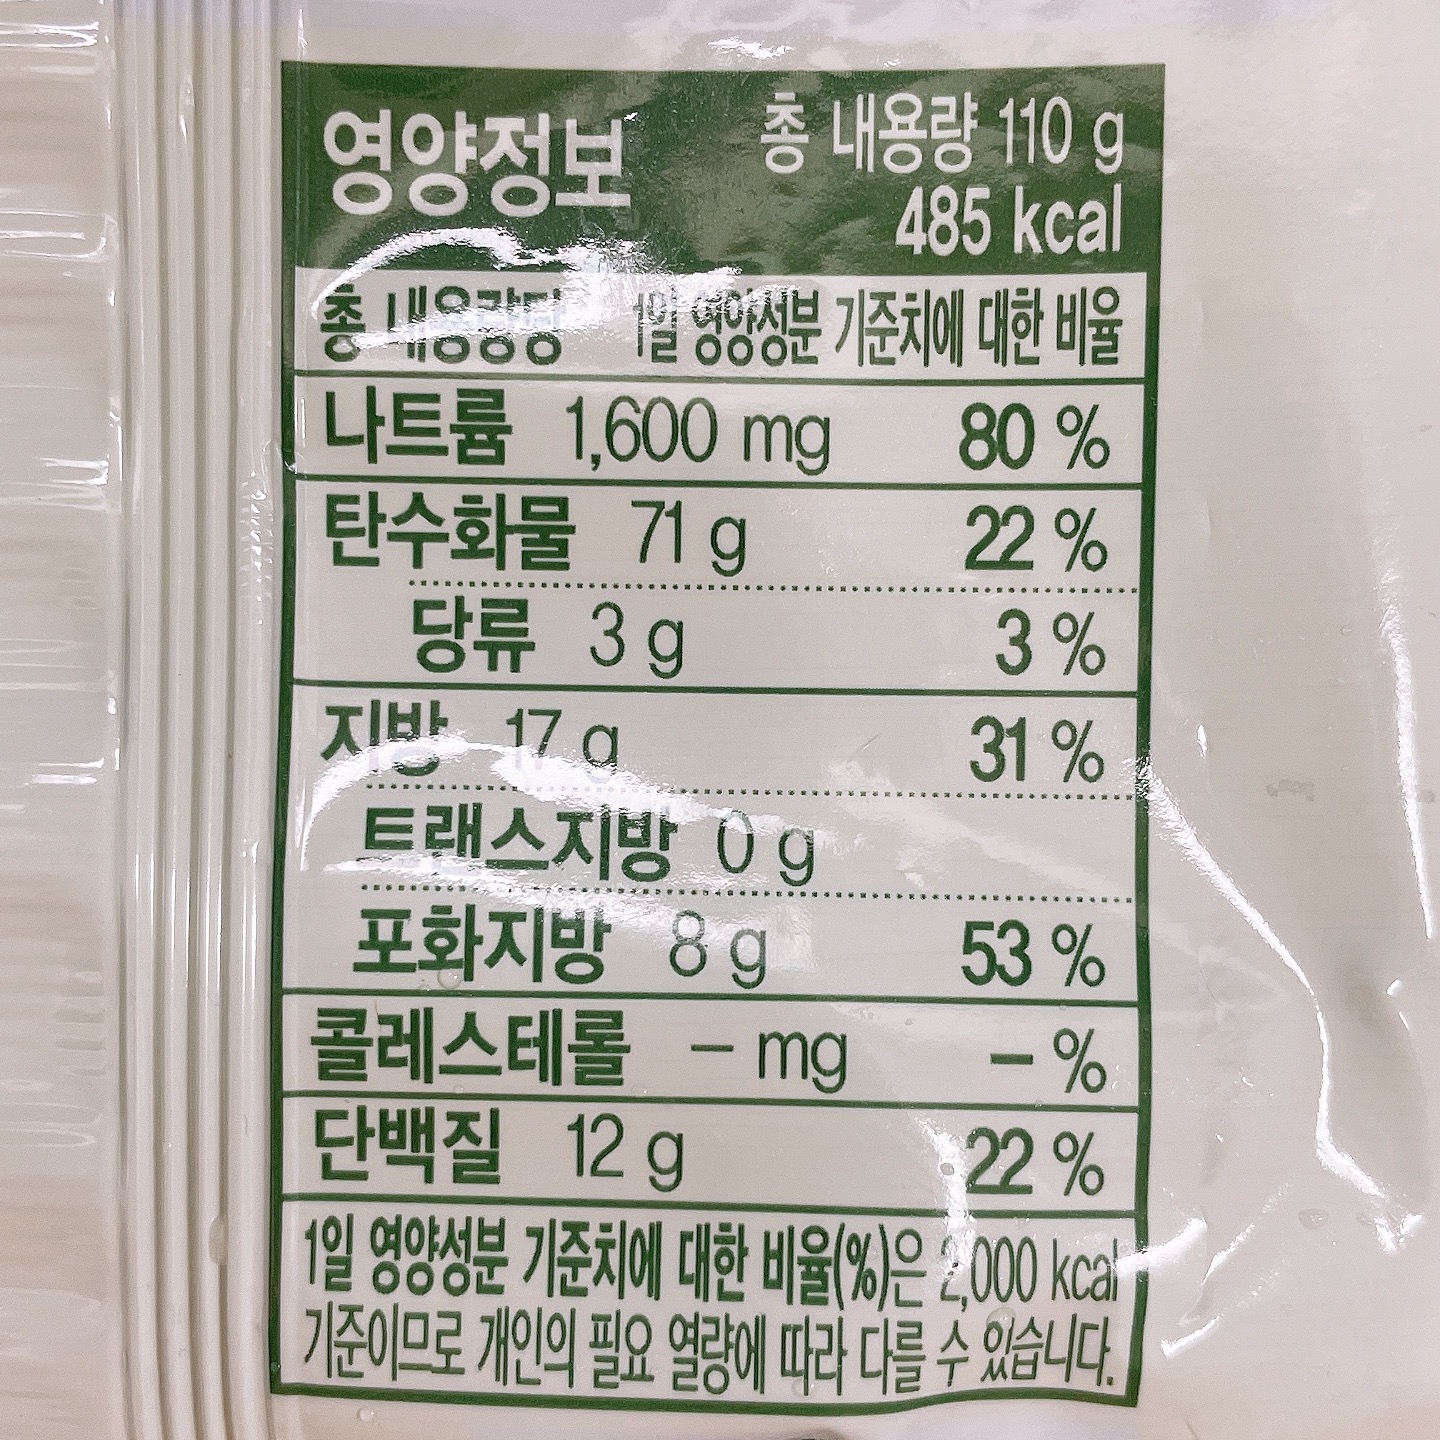 영양정보 총 내용량 110 g
485 kcal
총 내용량당 1일 영양성분 기준치에 대한 비율
나트륨 1,600 mg 80 %
탄수화물 71 g 22 %
당류 3 g 3 %
지방 17 g 31 %
트랜스지방 0 g
포화지방 8 g 53 %
콜레스테롤 – mg – %
단백질 12 g 22 %
1일 영양성분 기준치에 대한 비율(%)은 2,000 kcal
기준이므로 개인의 필요 열량에 따라 다를 수 있습니다.